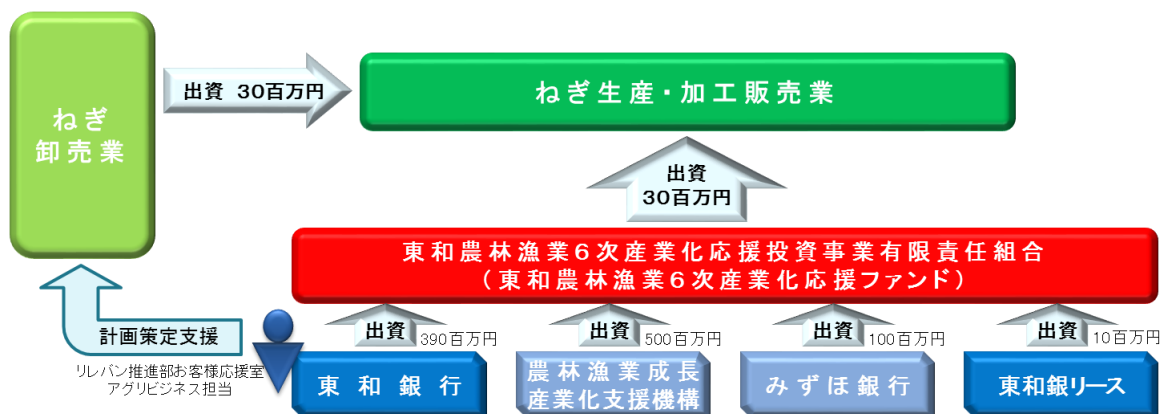 ねぎ
卸売業
出資 30百万円
ねぎ生産・加工販売業
出資
30百万円
東和農林漁業6次産業化応援投資事業有限責任組合
(東和農林漁業6次産業化応援ファンド)
計画策定支援
リレバン推進部お客様応援室
アグリビジネス担当
出資 390百万円
出資 500百万円
出資 100百万円
出資 10百万円
東和銀行
農林漁業成長
産業化支援機構
みずほ銀行
東和銀リース